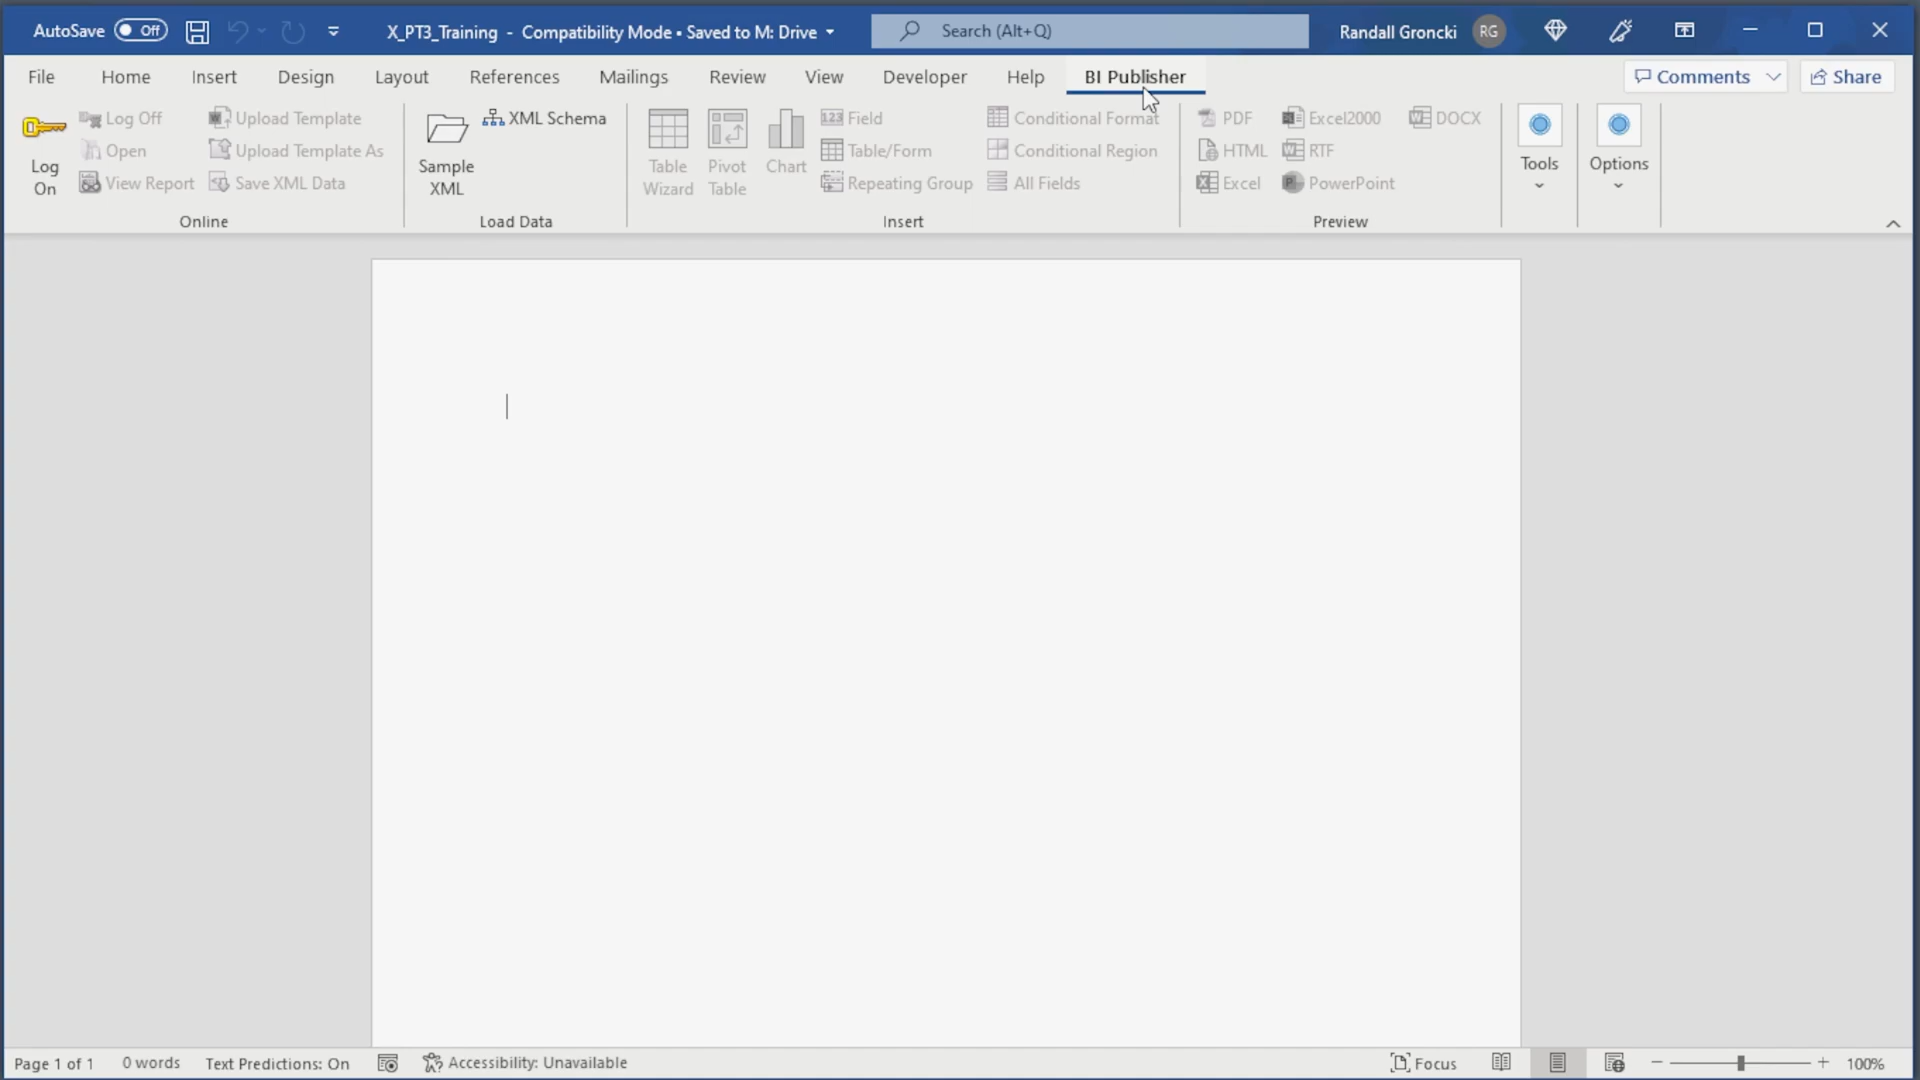 AutoSave Off X_PT3_Training - Compatibility Mode • Saved to M: Drive Search (Alt+Q) Randall Groncki RG
File Home Insert Design Layout References Mailings Review View Developer Help BI Publisher Comments Share
Log On
Log Off
Open
View Report
Upload Template
Upload Template As
Save XML Data
Online
Sample XML
XML Schema
Load Data
Table Wizard
Pivot Table
Chart
Field
Table/Form
Repeating Group
Conditional Format
Conditional Region
All Fields
Insert
PDF
HTML
Excel
Excel2000
RTF
PowerPoint
DOCX
Preview
Tools
Options
Page 1 of 1 0 words Text Predictions: On Accessibility: Unavailable Focus 100%